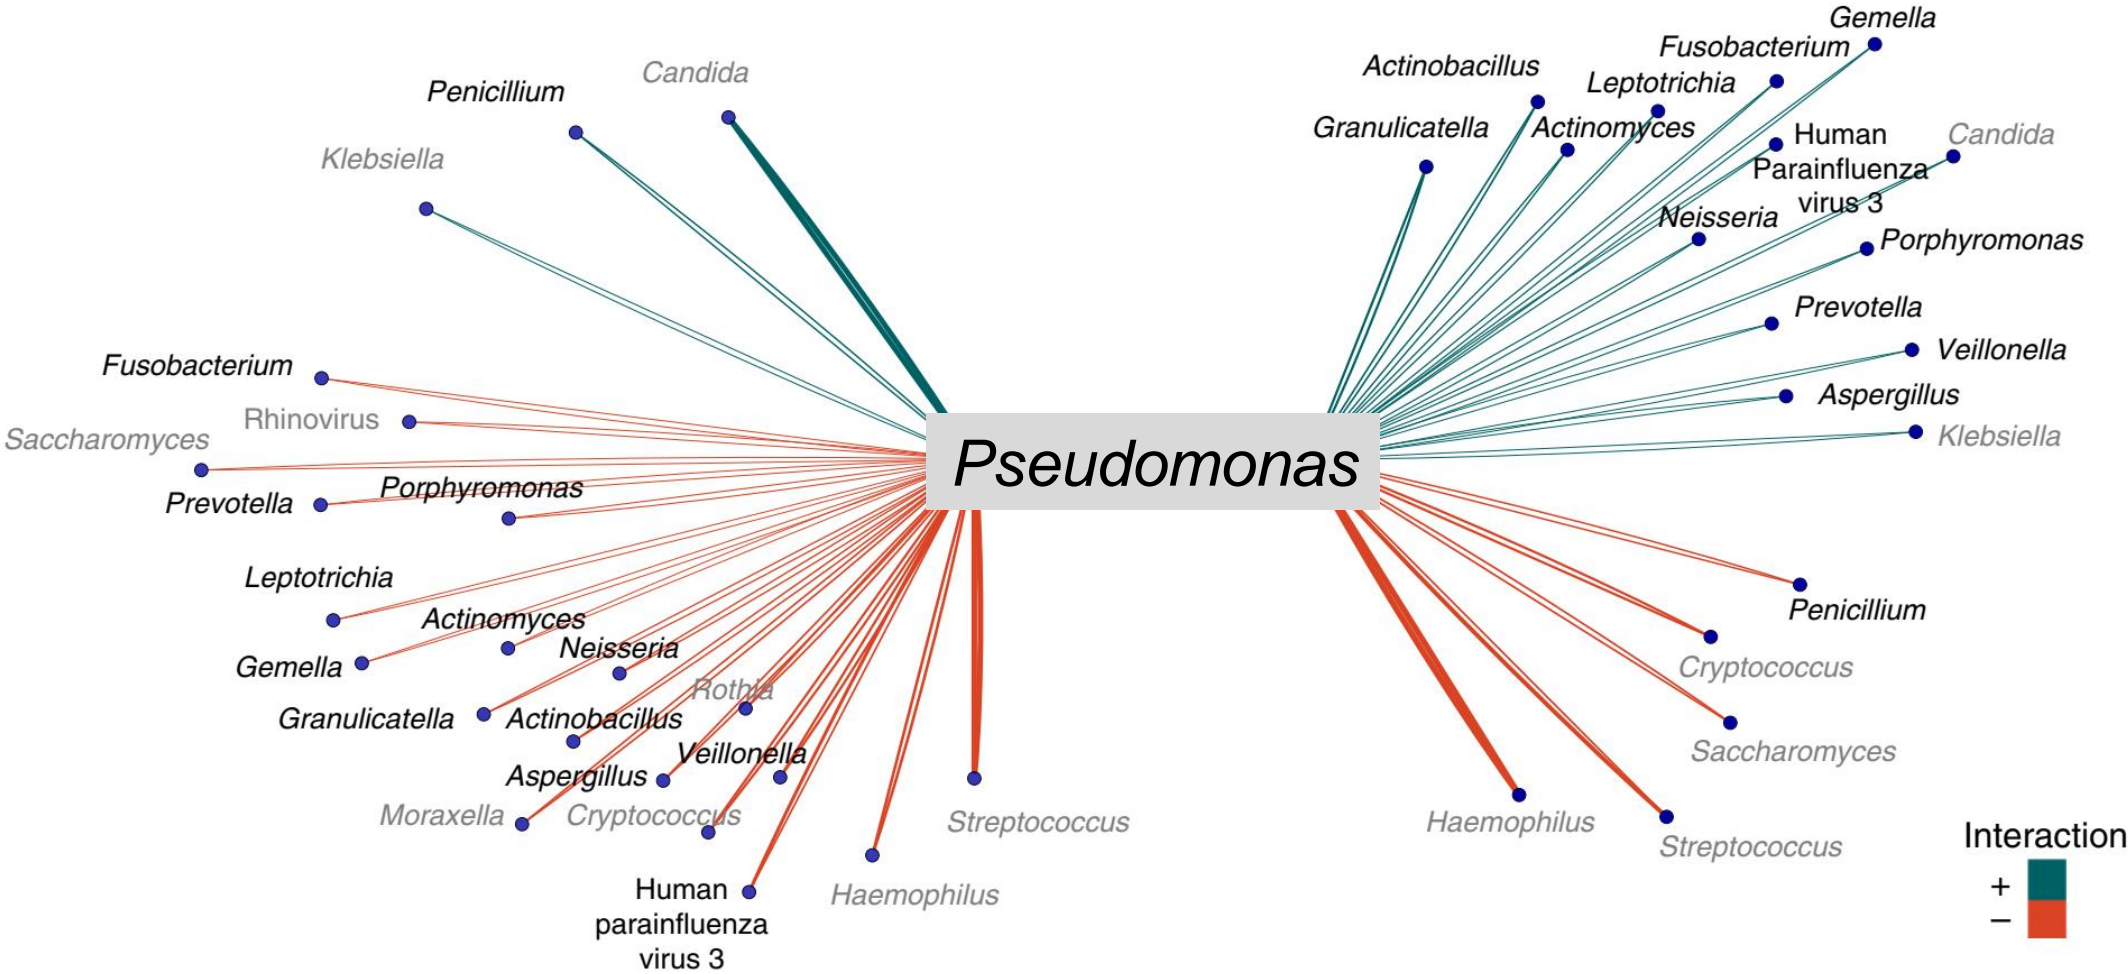 Gemella
Fusobacterium
Actinobacillus
Leptotrichia
Candida
Penicillium
Granulicatella
Actinomyces
Human
Parainfluenza
virus 3
Candida
Klebsiella
Neisseria
Porphyromonas
Prevotella
Veillonella
Fusobacterium
Aspergillus
Rhinovirus
Klebsiella
Saccharomyces
Pseudomonas
Prevotella
Porphyromonas
Leptotrichia
Actinomyces
Penicillium
Neisseria
Gemella
Cryptococcus
Rothia
Granulicatella
Actinobacillus
Veillonella
Saccharomyces
Aspergillus
Moraxella
Cryptococcus
Streptococcus
Haemophilus
Streptococcus
Human
parainfluenza
virus 3
Haemophilus
Interaction
+
−